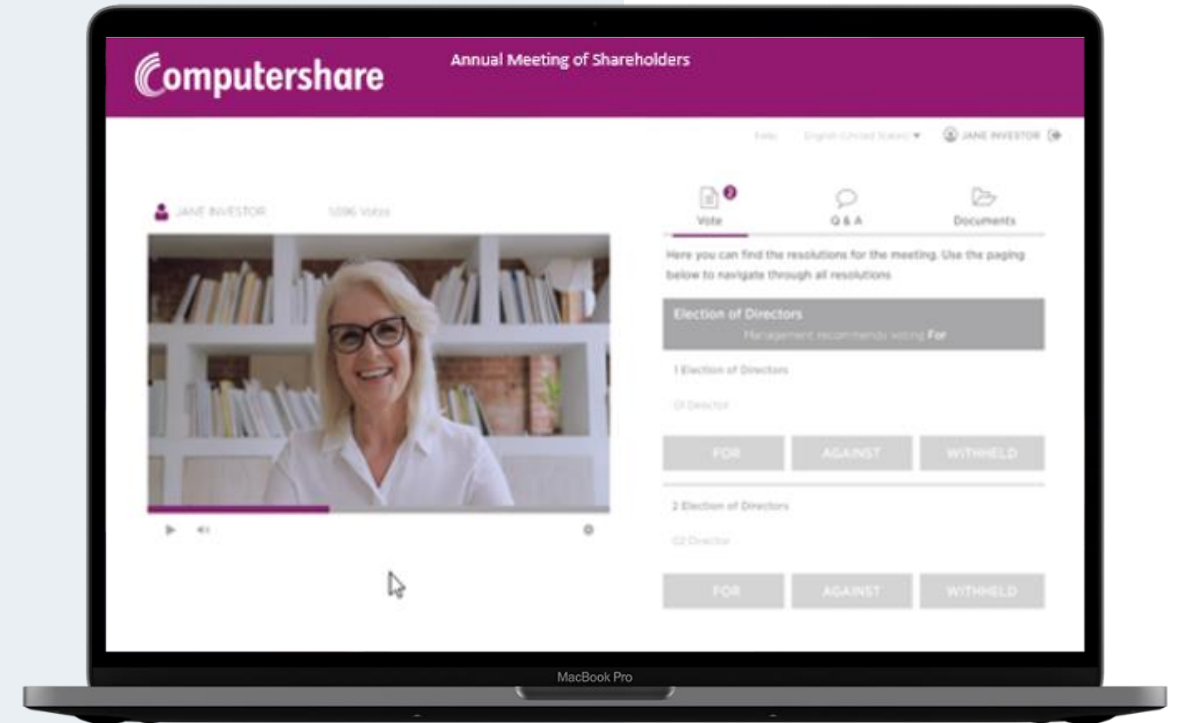 Computershare
Annual Meeting of Shareholders
Help English (United States) JANE INVESTOR
JANE INVESTOR 1,096 Votes
2
Vote Q & A Documents
Here you can find the resolutions for the meeting. Use the paging
below to navigate through all resolutions
Election of Directors
Management recommends voting For
1 Election of Directors
01 Director
FOR AGAINST WITHHELD
2 Election of Directors
02 Director
FOR AGAINST WITHHELD
MacBook Pro